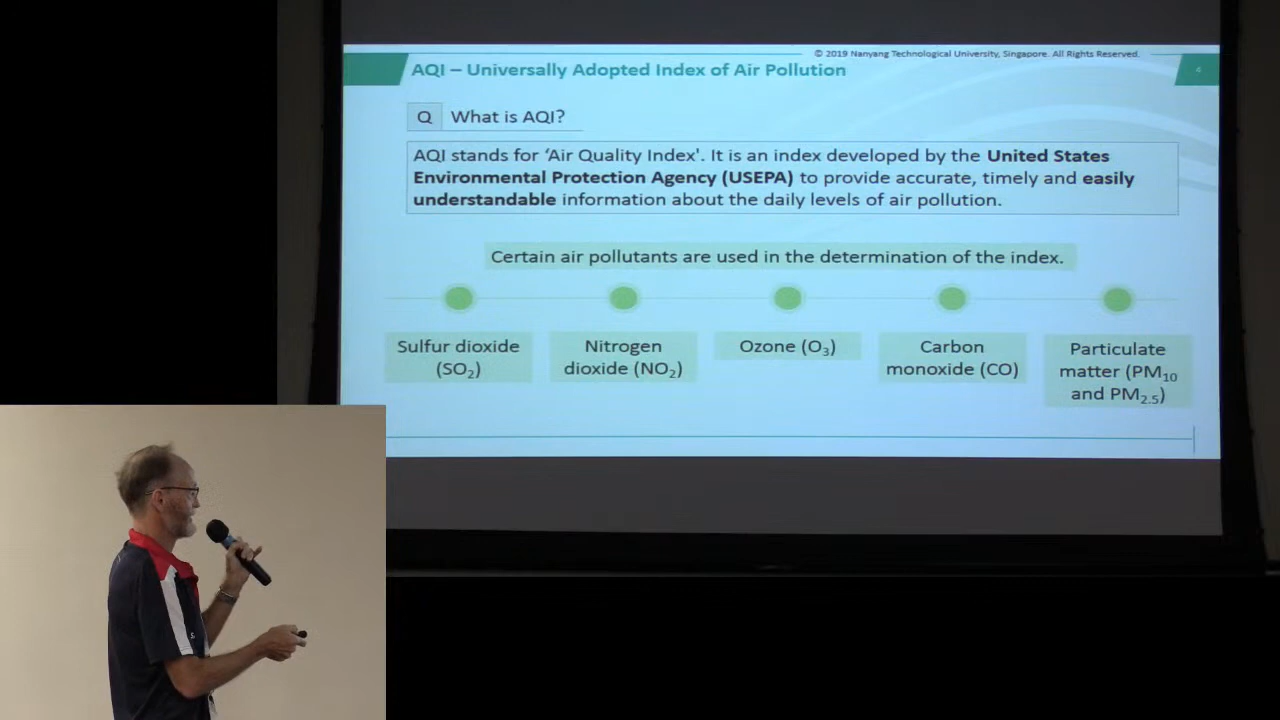 © 2019 Nanyang Technological University, Singapore. All Rights Reserved.
AQI – Universally Adopted Index of Air Pollution
4
Q What is AQI?
AQI stands for ‘Air Quality Index'. It is an index developed by the United States
Environmental Protection Agency (USEPA) to provide accurate, timely and easily
understandable information about the daily levels of air pollution.
Certain air pollutants are used in the determination of the index.
Sulfur dioxide
(SO₂)
Nitrogen
dioxide (NO₂)
Ozone (O₃)
Carbon
monoxide (CO)
Particulate
matter (PM₁₀
and PM₂.₅)